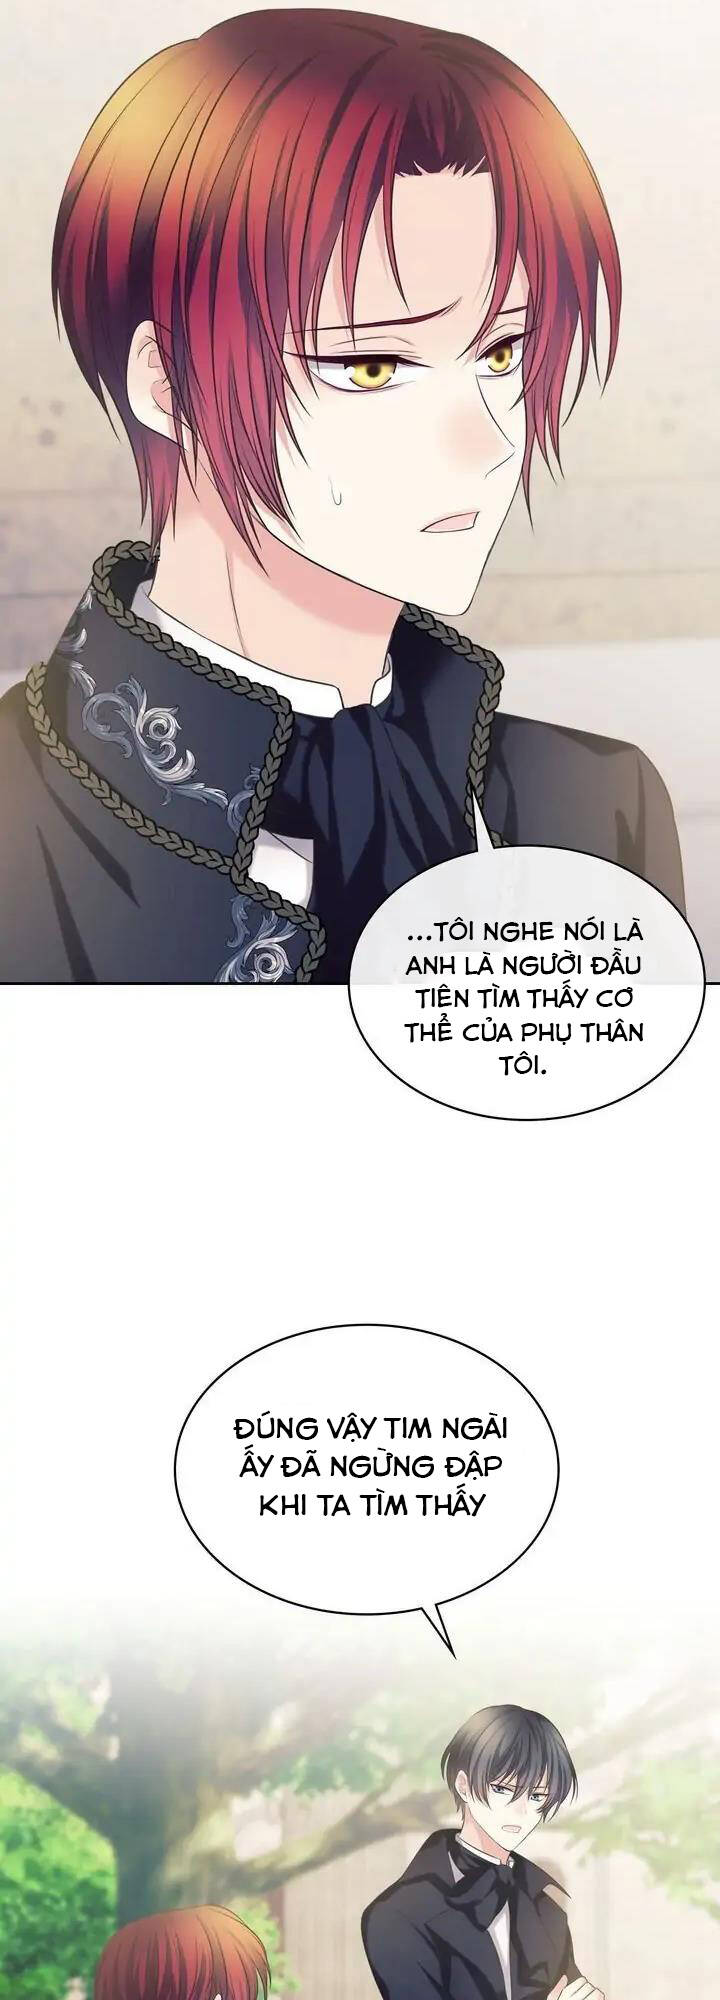 ...TÔI NGHE NÓI LÀ
ANH LÀ NGƯỜI ĐẦU
TIÊN TÌM THẤY CƠ
THỂ CỦA PHỤ THÂN
TÔI.
ĐÚNG VẬY TIM NGÀI
ẤY ĐÃ NGỪNG ĐẬP
KHI TA TÌM THẤY